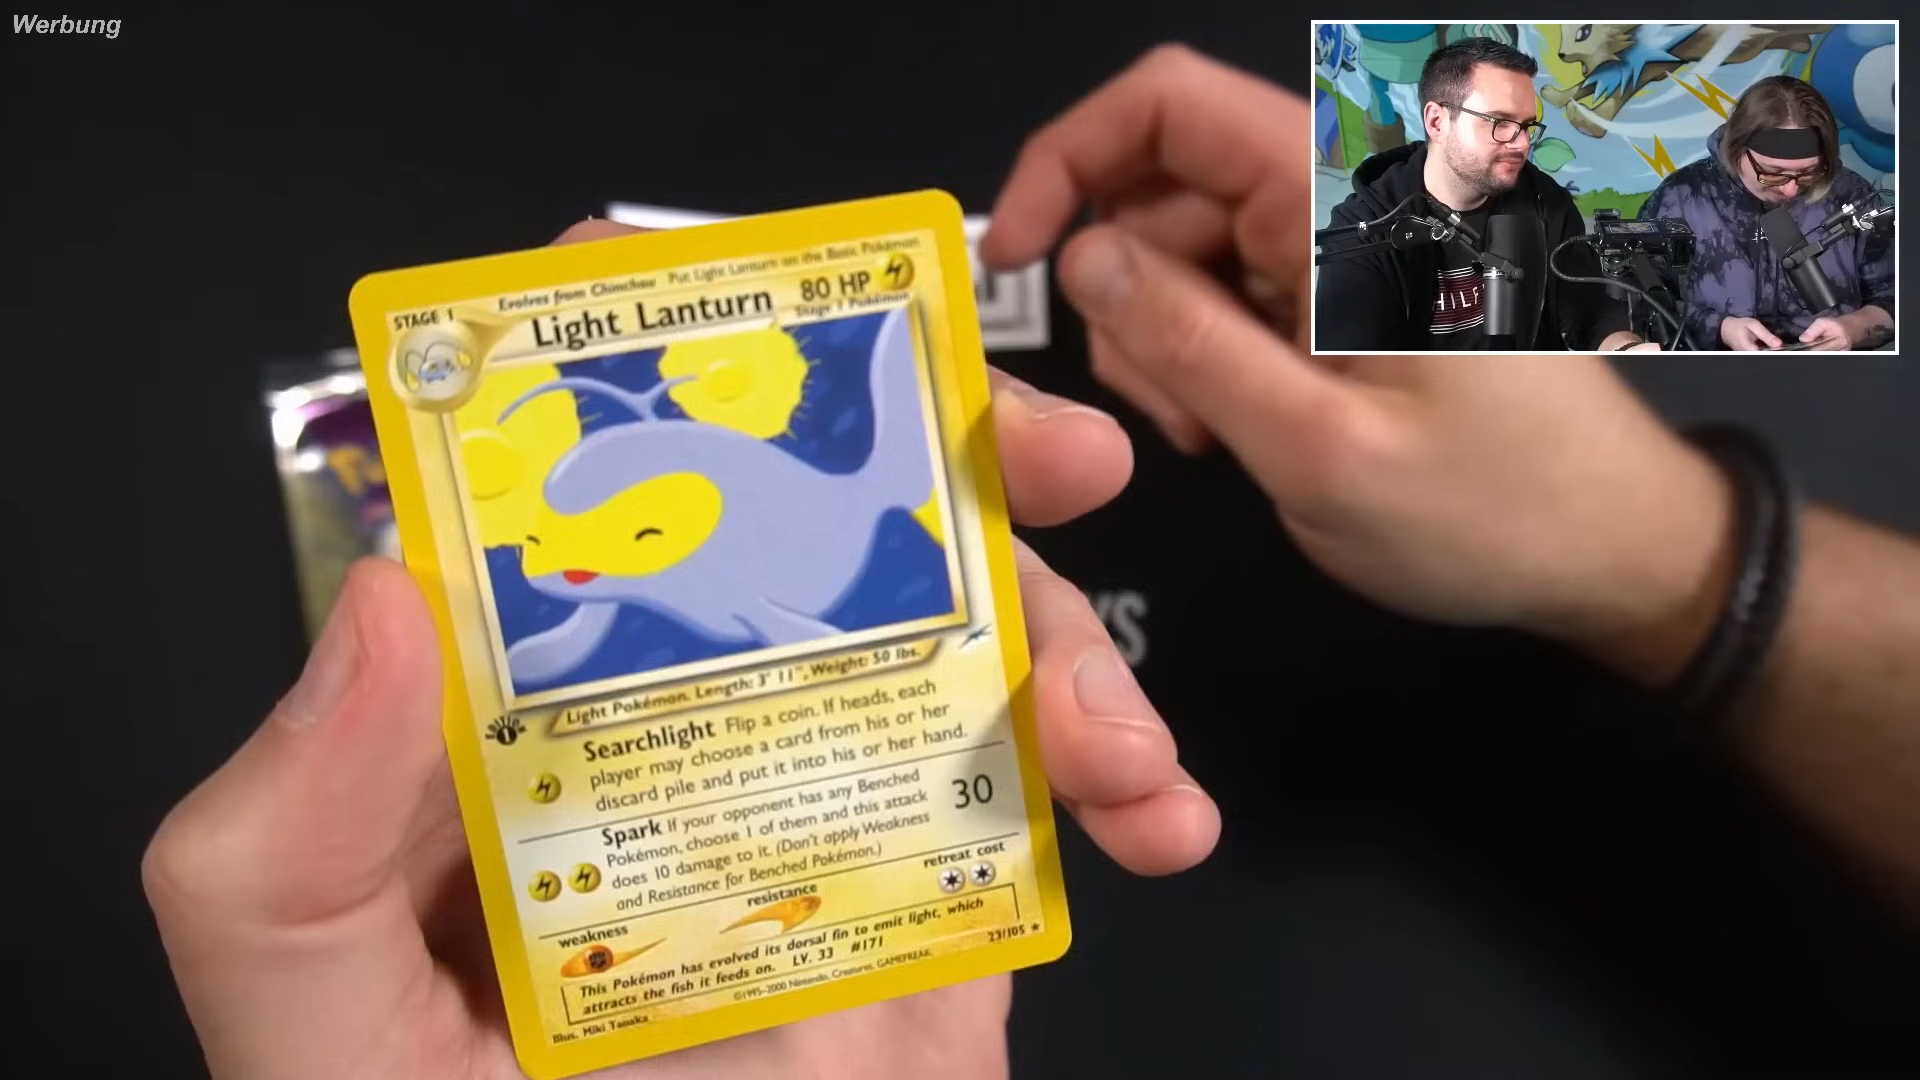 Werbung
Evolves from Chinchou Put Light Lanturn on the Basic Pokémon
STAGE 1
Light Lanturn 80 HP
Stage 1 Pokémon
Light Pokémon. Length: 3' 11", Weight: 50 lbs.
Searchlight Flip a coin. If heads, each
player may choose a card from his or her
discard pile and put it into his or her hand.
Spark If your opponent has any Benched
Pokémon, choose 1 of them and this attack
does 10 damage to it. (Don't apply Weakness
and Resistance for Benched Pokémon.)
30
weakness
resistance
retreat cost
This Pokémon has evolved its dorsal fin to emit light, which
attracts the fish it feeds on. LV. 33 #171
23/105
Illus. Miki Tanaka
©1995-2000 Nintendo, Creatures, GAMEFREAK.
YS
HILF